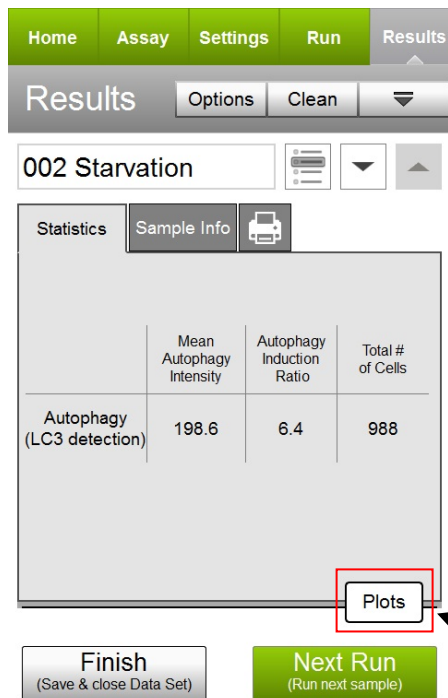 Home Assay Settings Run Results
Results Options Clean
002 Starvation
Statistics Sample Info
Mean Autophagy Intensity
Autophagy Induction Ratio
Total # of Cells
Autophagy (LC3 detection) 198.6 6.4 988
Plots
Finish Next Run
(Save & close Data Set) (Run next sample)